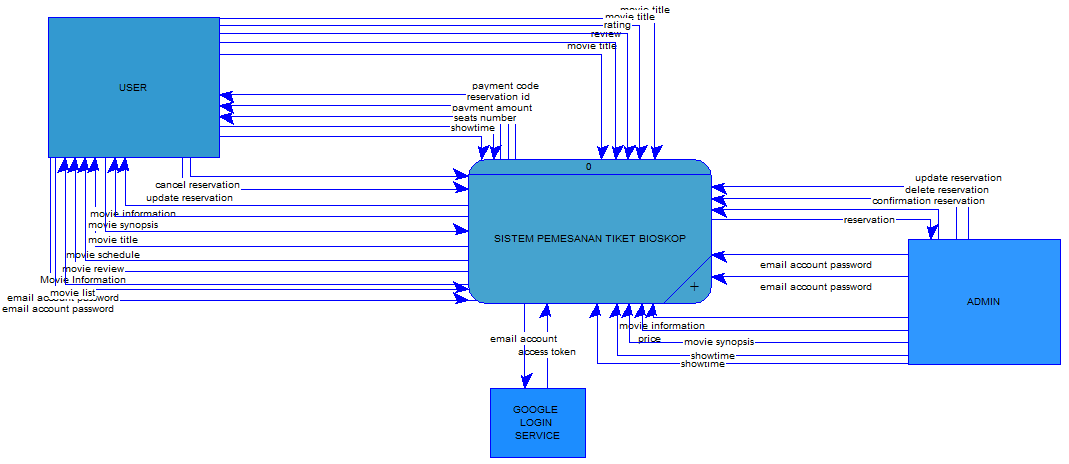 movie title
movie title
rating
review
movie title
USER
payment code
reservation id
payment amount
seats number
showtime
0
cancel reservation
update reservation
update reservation
delete reservation
confirmation reservation
reservation
movie information
movie synopsis
movie title
SISTEM PEMESANAN TIKET BIOSKOP
movie schedule
email account password
movie review
Movie Information
email account password
movie list
email account password
email account password
+
ADMIN
movie information
price
movie synopsis
showtime
showtime
email account
access token
GOOGLE
LOGIN
SERVICE